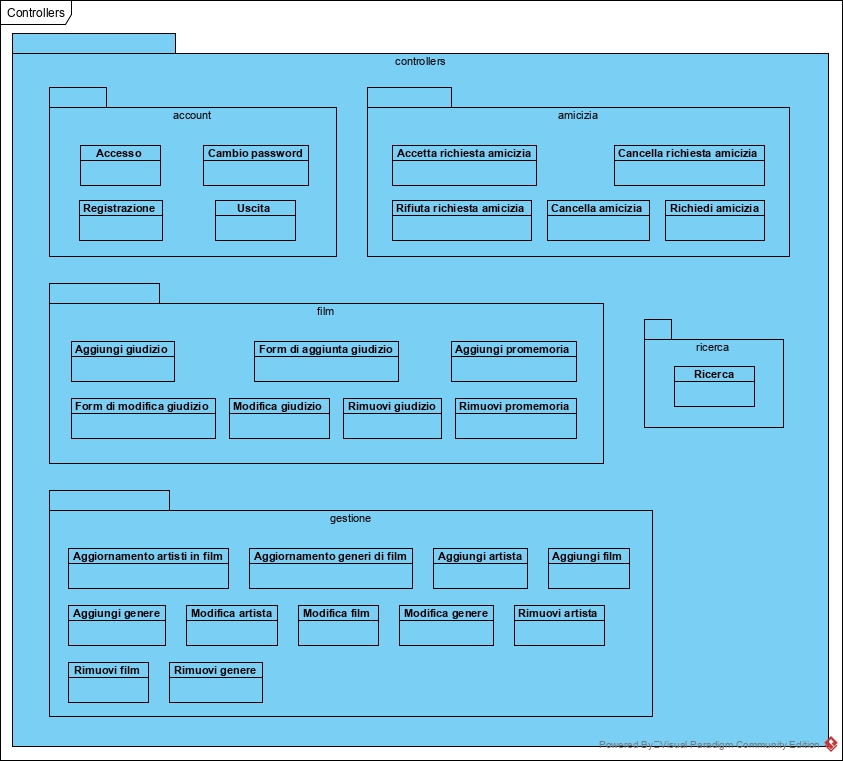 Controllers
controllers
account
Accesso
Cambio password
Registrazione
Uscita
amicizia
Accetta richiesta amicizia
Cancella richiesta amicizia
Rifiuta richiesta amicizia
Cancella amicizia
Richiedi amicizia
film
Aggiungi giudizio
Form di aggiunta giudizio
Aggiungi promemoria
Form di modifica giudizio
Modifica giudizio
Rimuovi giudizio
Rimuovi promemoria
ricerca
Ricerca
gestione
Aggiornamento artisti in film
Aggiornamento generi di film
Aggiungi artista
Aggiungi film
Aggiungi genere
Modifica artista
Modifica film
Modifica genere
Rimuovi artista
Rimuovi film
Rimuovi genere
Powered By Visual Paradigm Community Edition